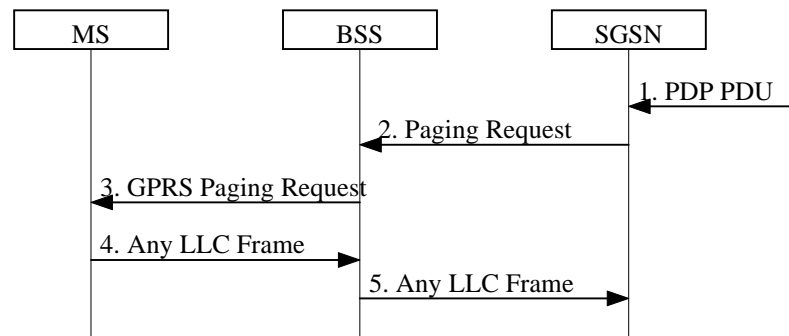 MS
BSS
SGSN
1. PDP PDU
2. Paging Request
3. GPRS Paging Request
4. Any LLC Frame
5. Any LLC Frame